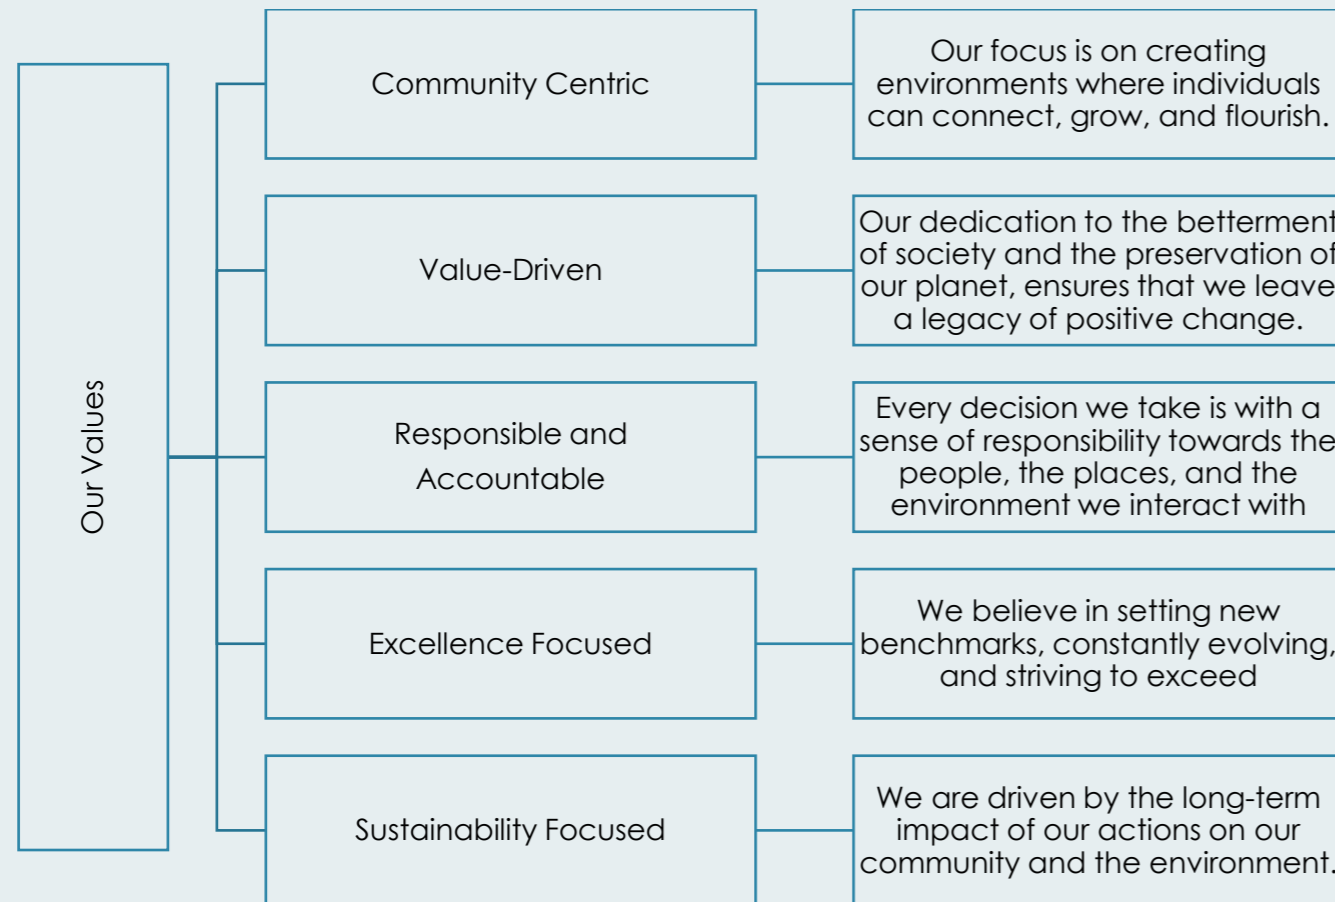 Our Values
Community Centric
Our focus is on creating
environments where individuals
can connect, grow, and flourish.
Value-Driven
Our dedication to the betterment
of society and the preservation of
our planet, ensures that we leave
a legacy of positive change.
Responsible and
Accountable
Every decision we take is with a
sense of responsibility towards the
people, the places, and the
environment we interact with
Excellence Focused
We believe in setting new
benchmarks, constantly evolving,
and striving to exceed
Sustainability Focused
We are driven by the long-term
impact of our actions on our
community and the environment.